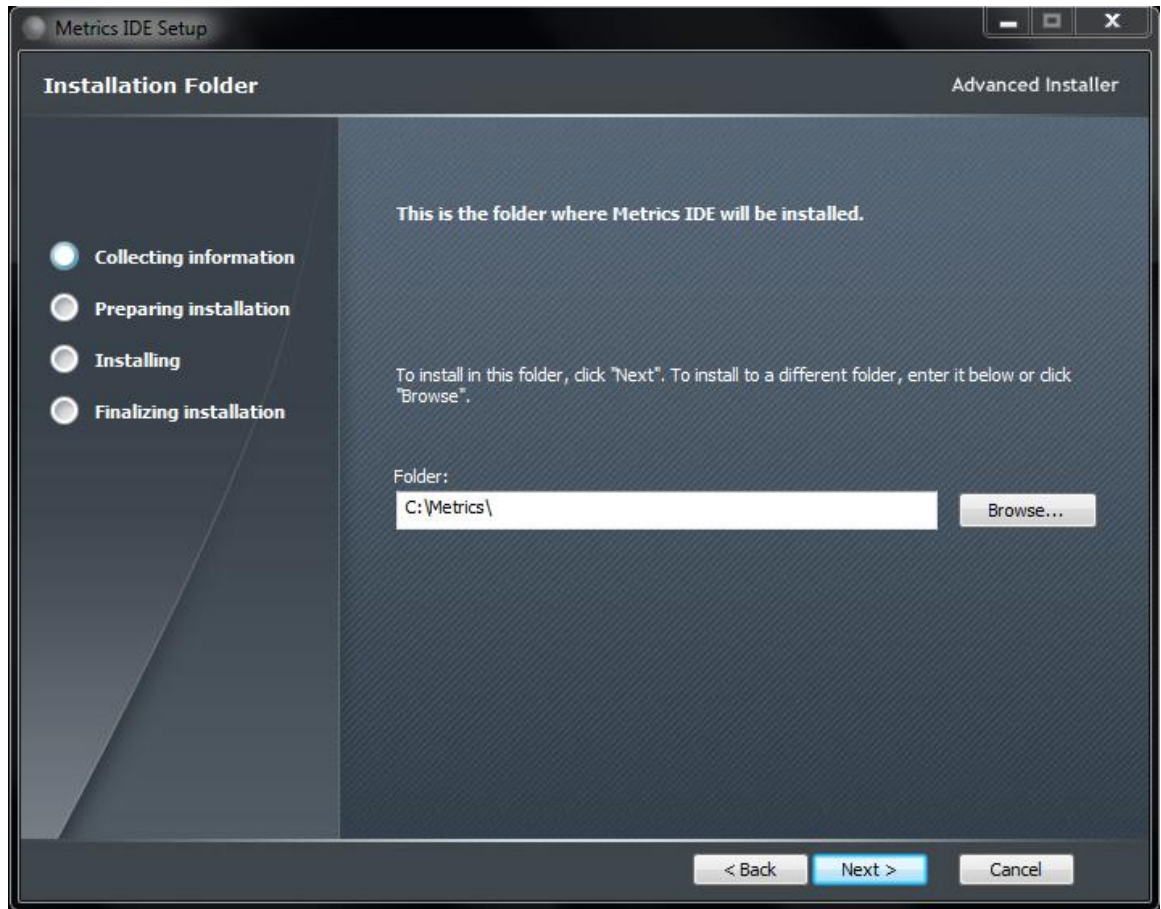 Metrics IDE Setup
Installation Folder
Advanced Installer
This is the folder where Metrics IDE will be installed.
Collecting information
Preparing installation
Installing
Finalizing installation
To install in this folder, click "Next". To install to a different folder, enter it below or click
"Browse".
Folder:
C:\Metrics\
Browse...
< Back
Next >
Cancel